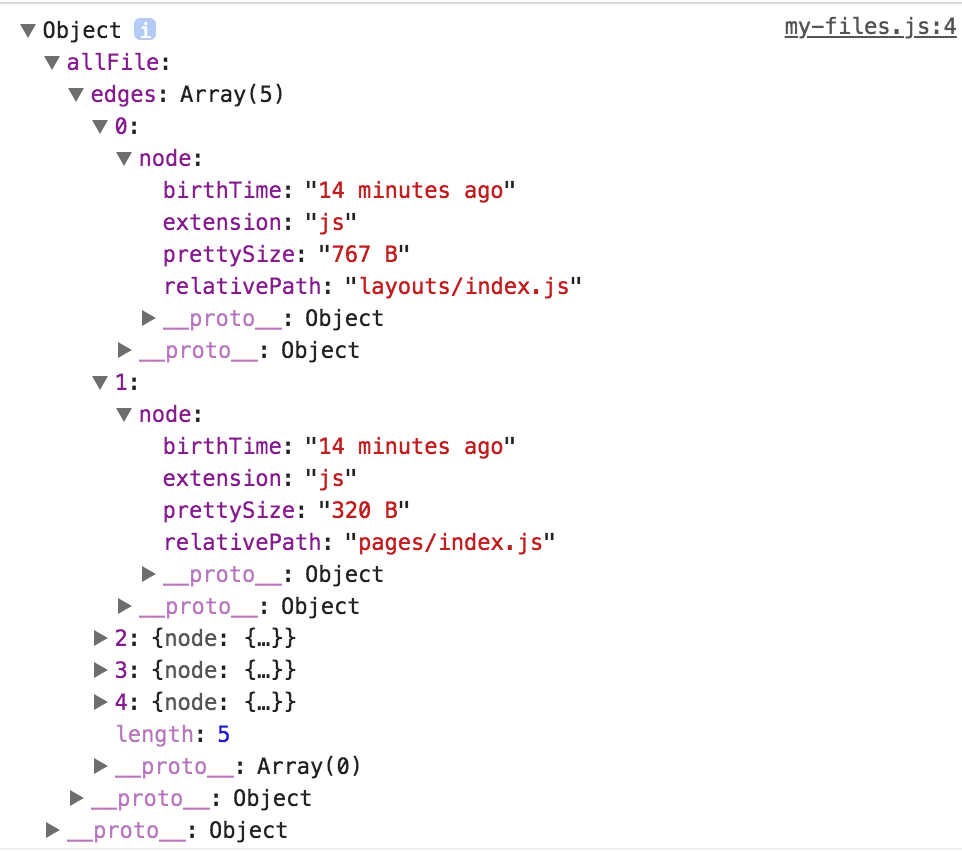 ▼Object i my-files.js:4
▼allFile:
▼edges: Array(5)
▼0:
▼node:
birthTime: "14 minutes ago"
extension: "js"
prettySize: "767 B"
relativePath: "layouts/index.js"
▶__proto__: Object
▶__proto__: Object
▼1:
▼node:
birthTime: "14 minutes ago"
extension: "js"
prettySize: "320 B"
relativePath: "pages/index.js"
▶__proto__: Object
▶__proto__: Object
▶2: {node: {…}}
▶3: {node: {…}}
▶4: {node: {…}}
length: 5
▶__proto__: Array(0)
▶__proto__: Object
▶__proto__: Object